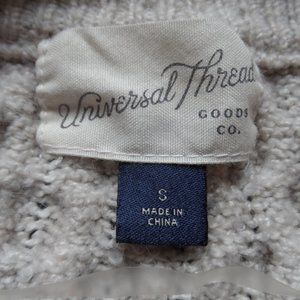 Universal Thread
GOODS
CO.
S
MADE IN
CHINA